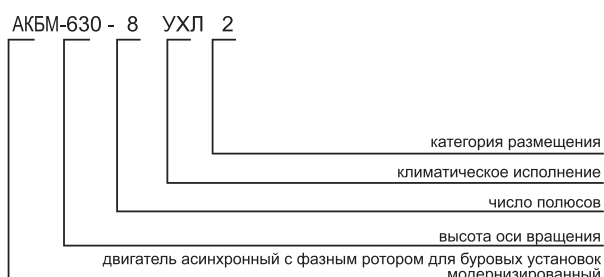 АКБМ-630 - 8 УХЛ 2
категория размещения
климатическое исполнение
число полюсов
высота оси вращения
двигатель асинхронный с фазным ротором для буровых установок
модернизированный